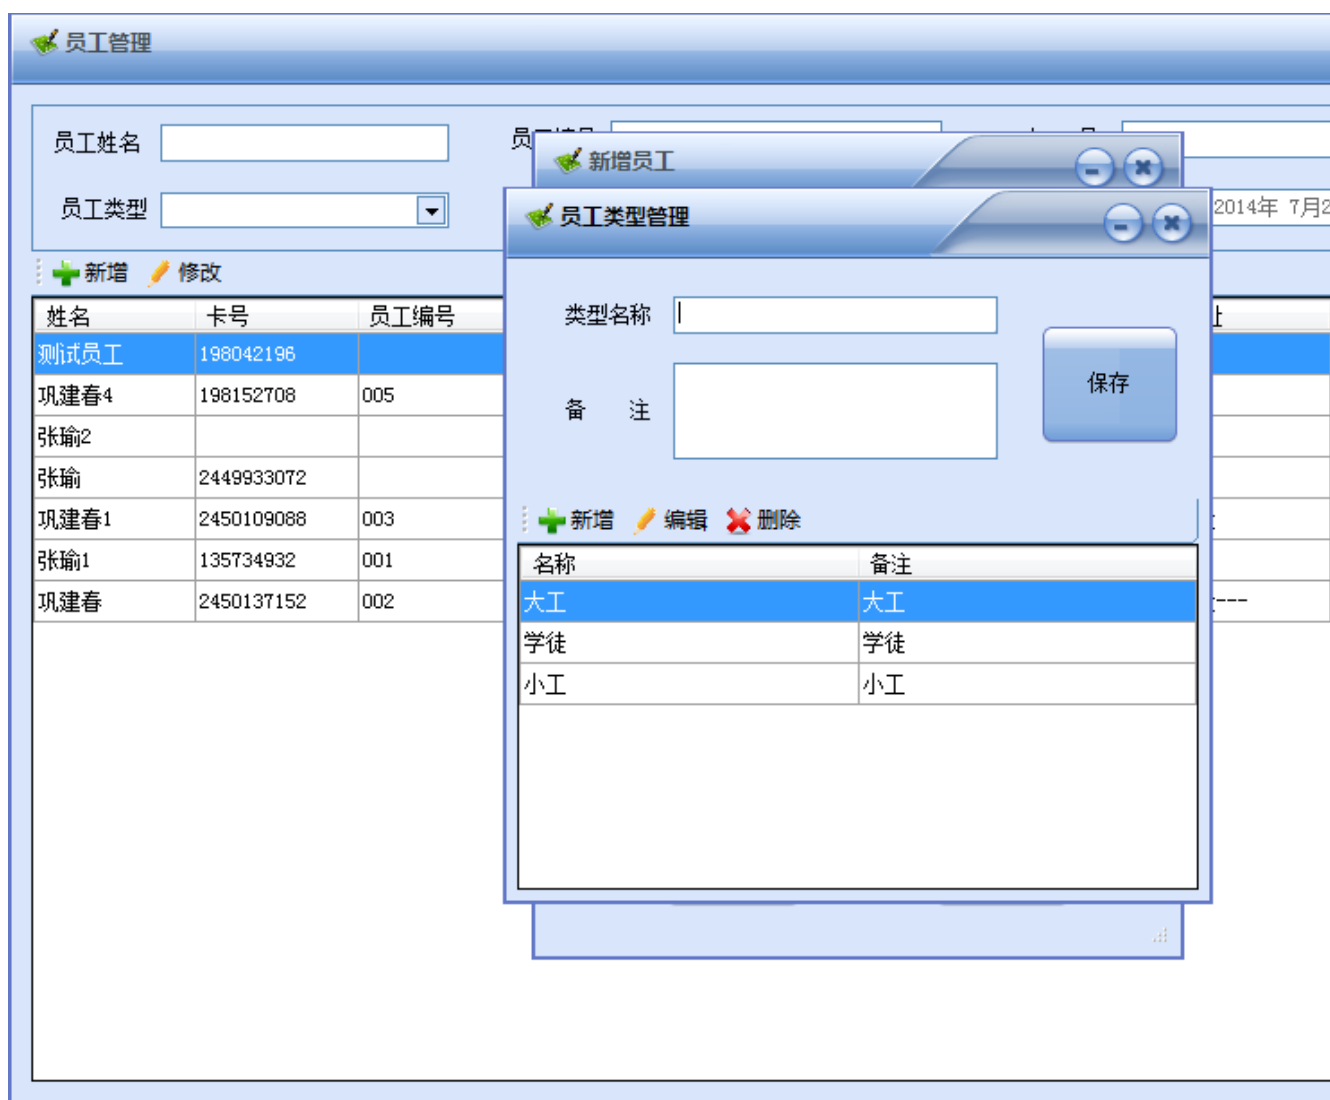 员工管理
员工姓名
新增员工
员工类型
员工类型管理
2014年 7月2
新增 修改
类型名称
保存
备 注
姓名 卡号 员工编号
测试员工 198042196
巩建春4 198152708 005
张瑜2
张瑜 2449933072
巩建春1 2450109088 003
张瑜1 135734932 001
巩建春 2450137152 002
新增 编辑 删除
名称 备注
大工 大工
学徒 学徒
小工 小工